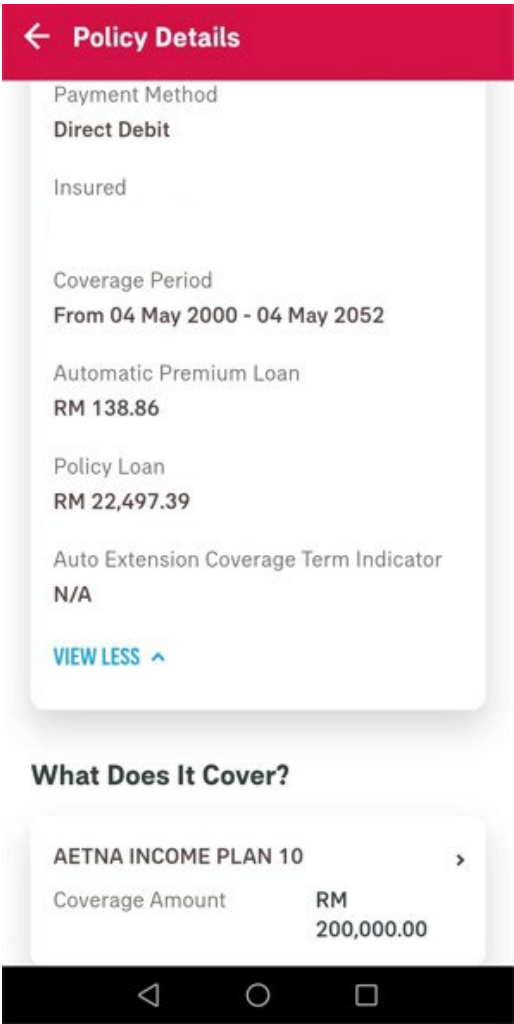 Policy Details
Payment Method
Direct Debit
Insured
Coverage Period
From 04 May 2000 - 04 May 2052
Automatic Premium Loan
RM 138.86
Policy Loan
RM 22,497.39
Auto Extension Coverage Term Indicator
N/A
VIEW LESS
What Does It Cover?
AETNA INCOME PLAN 10
Coverage Amount RM
200,000.00